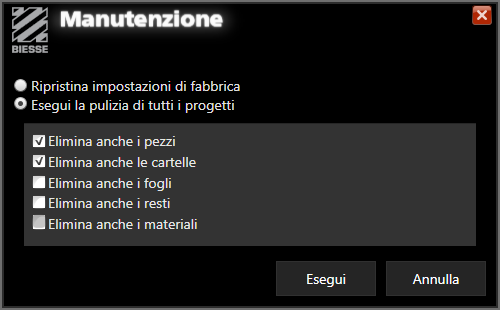 Manutenzione
BIESSE
Ripristina impostazioni di fabbrica
Esegui la pulizia di tutti i progetti
Elimina anche i pezzi
Elimina anche le cartelle
Elimina anche i fogli
Elimina anche i resti
Elimina anche i materiali
Esegui Annulla